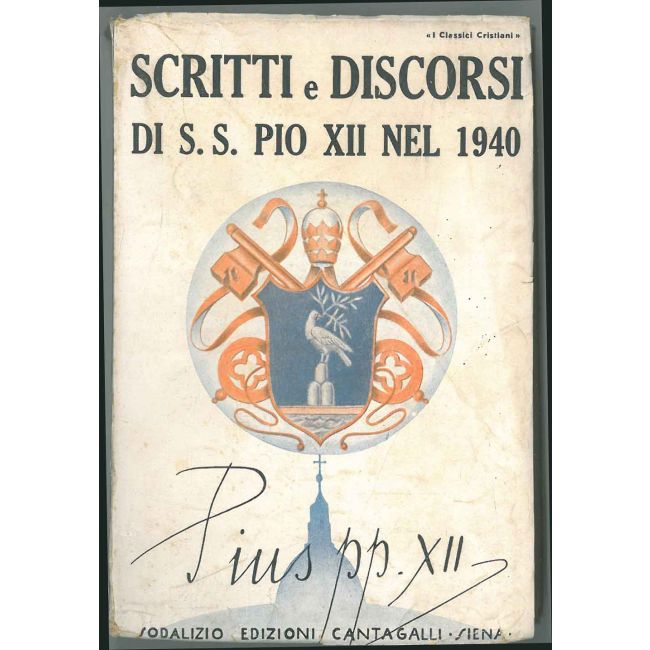 «I Classici Cristiani»
SCRITTI e DISCORSI
DI S. S. PIO XII NEL 1940
Pius pp. XII
SODALIZIO EDIZIONI CANTAGALLI · SIENA ·